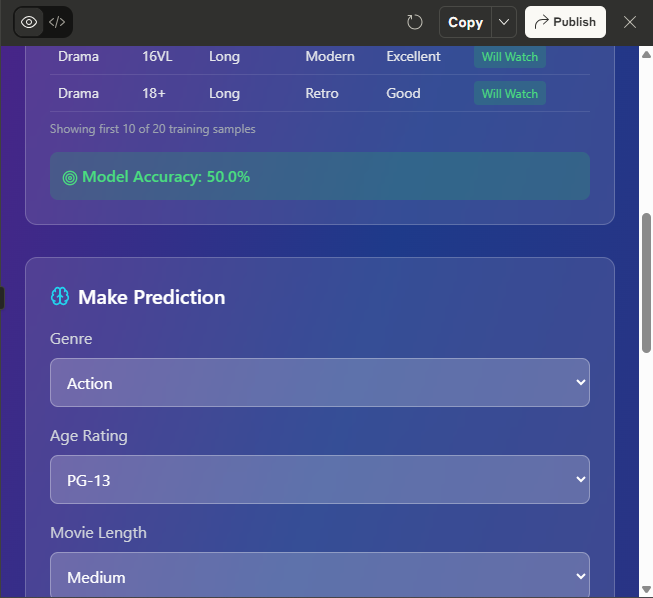 </> Copy Publish
Drama 16VL Long Modern Excellent Will Watch
Drama 18+ Long Retro Good Will Watch
Showing first 10 of 20 training samples
Model Accuracy: 50.0%
Make Prediction
Genre
Action
Age Rating
PG-13
Movie Length
Medium